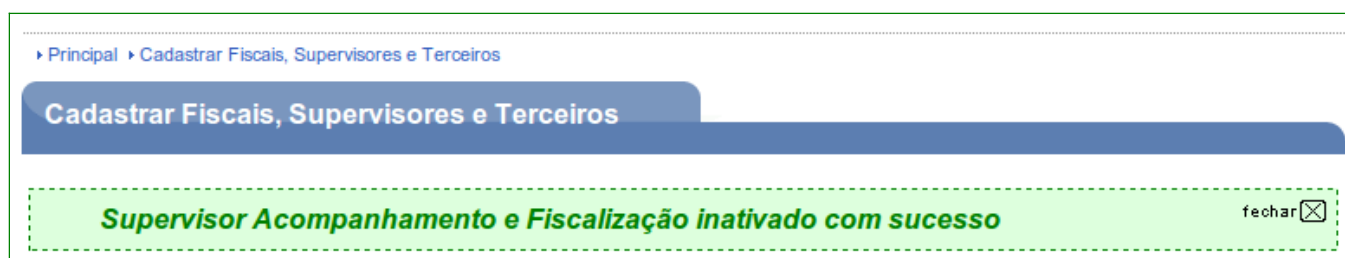 Principal Cadastrar Fiscais, Supervisores e Terceiros
Cadastrar Fiscais, Supervisores e Terceiros
Supervisor Acompanhamento e Fiscalização inativado com sucesso
fechar